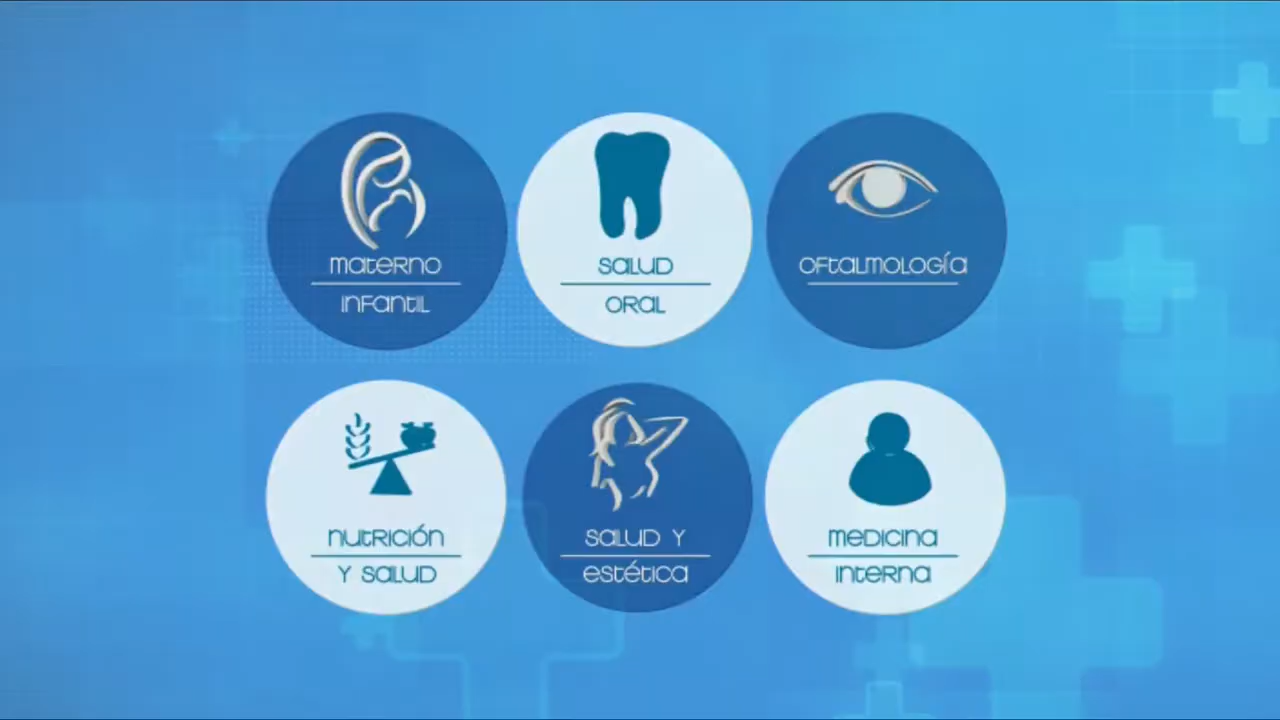 MATERNO
INFANTIL
SALUD
ORAL
OFTALMOLOGÍA
NUTRICIÓN
Y SALUD
SALUD Y
ESTÉTICA
MEDICINA
INTERNA